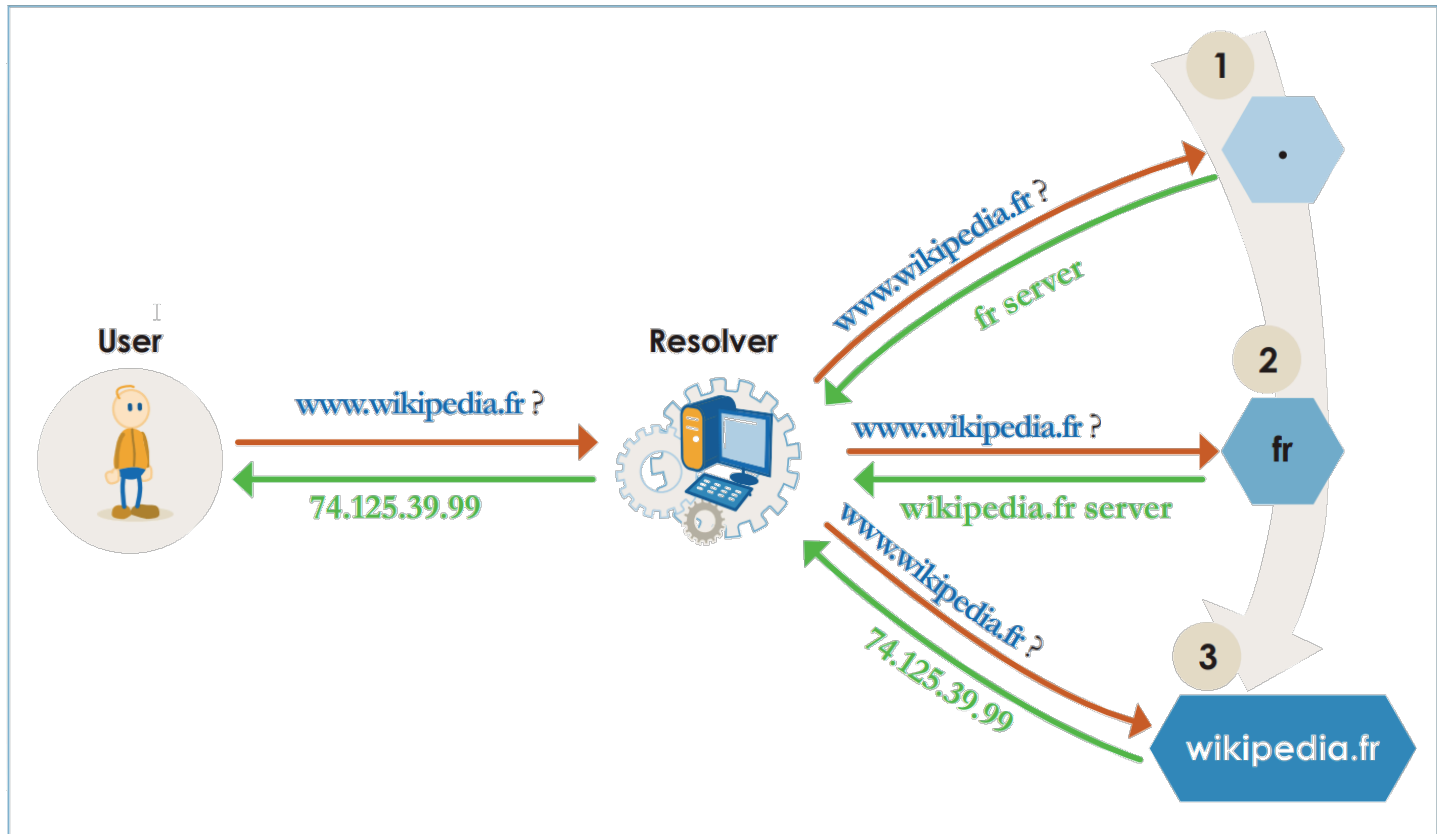 1
.
www.wikipedia.fr ?
fr server
User
Resolver
2
www.wikipedia.fr ?
www.wikipedia.fr ?
fr
74.125.39.99
wikipedia.fr server
www.wikipedia.fr ?
74.125.39.99
3
wikipedia.fr